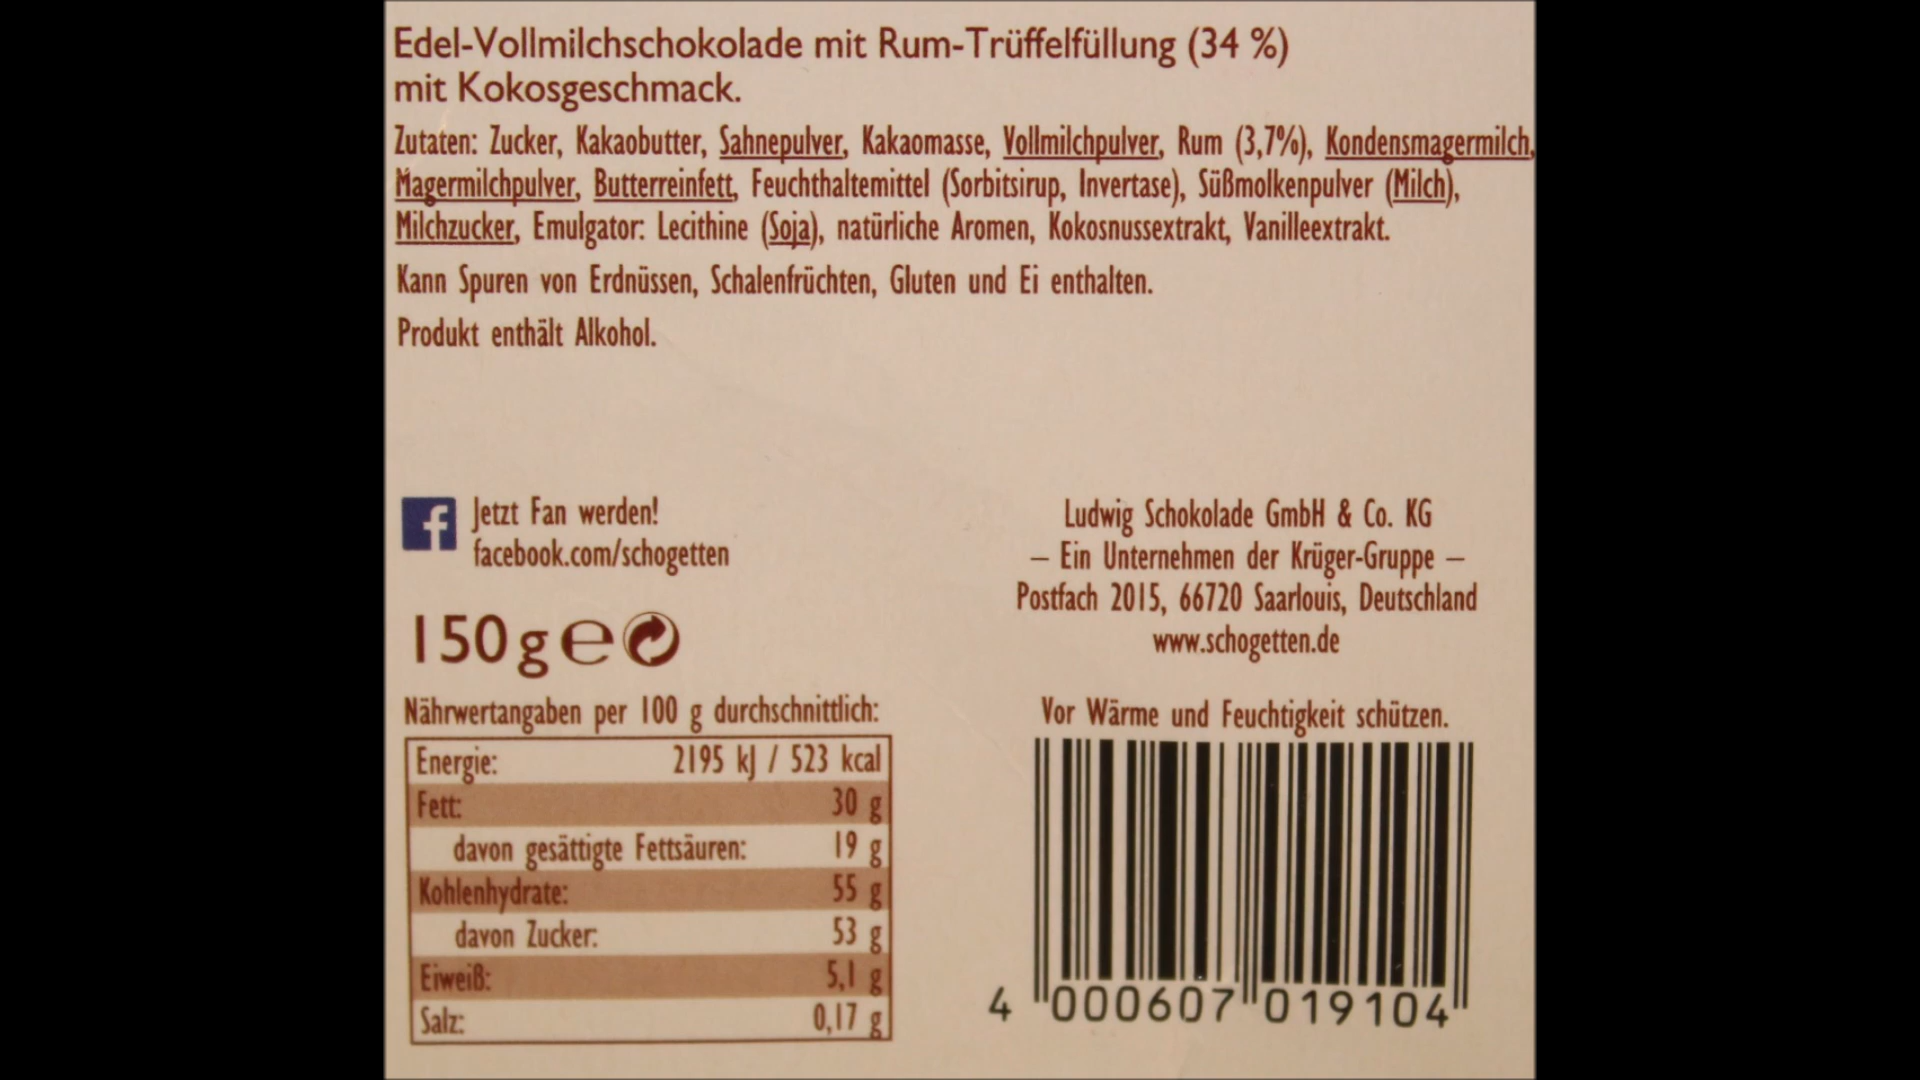 Edel-Vollmilchschokolade mit Rum-Trüffelfüllung (34 %)
mit Kokosgeschmack.
Zutaten: Zucker, Kakaobutter, Sahnepulver, Kakaomasse, Vollmilchpulver, Rum (3,7%), Kondensmagermilch,
Magermilchpulver, Butterreinfett, Feuchthaltemittel (Sorbitsirup, Invertase), Süßmolkenpulver (Milch),
Milchzucker, Emulgator: Lecithine (Soja), natürliche Aromen, Kokosnussextrakt, Vanilleextrakt.
Kann Spuren von Erdnüssen, Schalenfrüchten, Gluten und Ei enthalten.
Produkt enthält Alkohol.
f
Jetzt Fan werden!
facebook.com/schogetten
150 g e
Nährwertangaben per 100 g durchschnittlich:
Energie: 2195 kJ / 523 kcal
Fett: 30 g
davon gesättigte Fettsäuren: 19 g
Kohlenhydrate: 55 g
davon Zucker: 53 g
Eiweiß: 5,1 g
Salz: 0,17 g
Ludwig Schokolade GmbH & Co. KG
– Ein Unternehmen der Krüger-Gruppe –
Postfach 2015, 66720 Saarlouis, Deutschland
www.schogetten.de
Vor Wärme und Feuchtigkeit schützen.
4 000607 019104